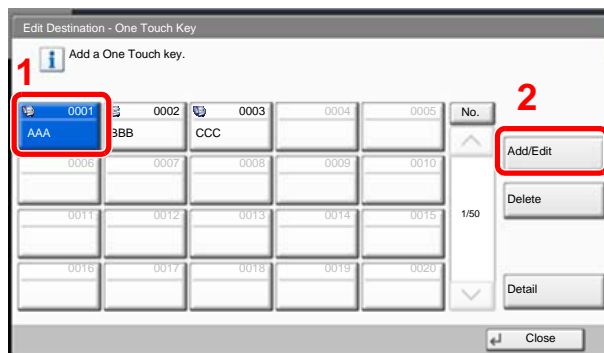 Edit Destination - One Touch Key
Add a One Touch key.
1
2
0001 0002 0003 0004 0005 No.
AAA BBB CCC
Add/Edit
0006 0007 0008 0009 0010
Delete
0011 0012 0013 0014 0015 1/50
0016 0017 0018 0019 0020
Detail
Close